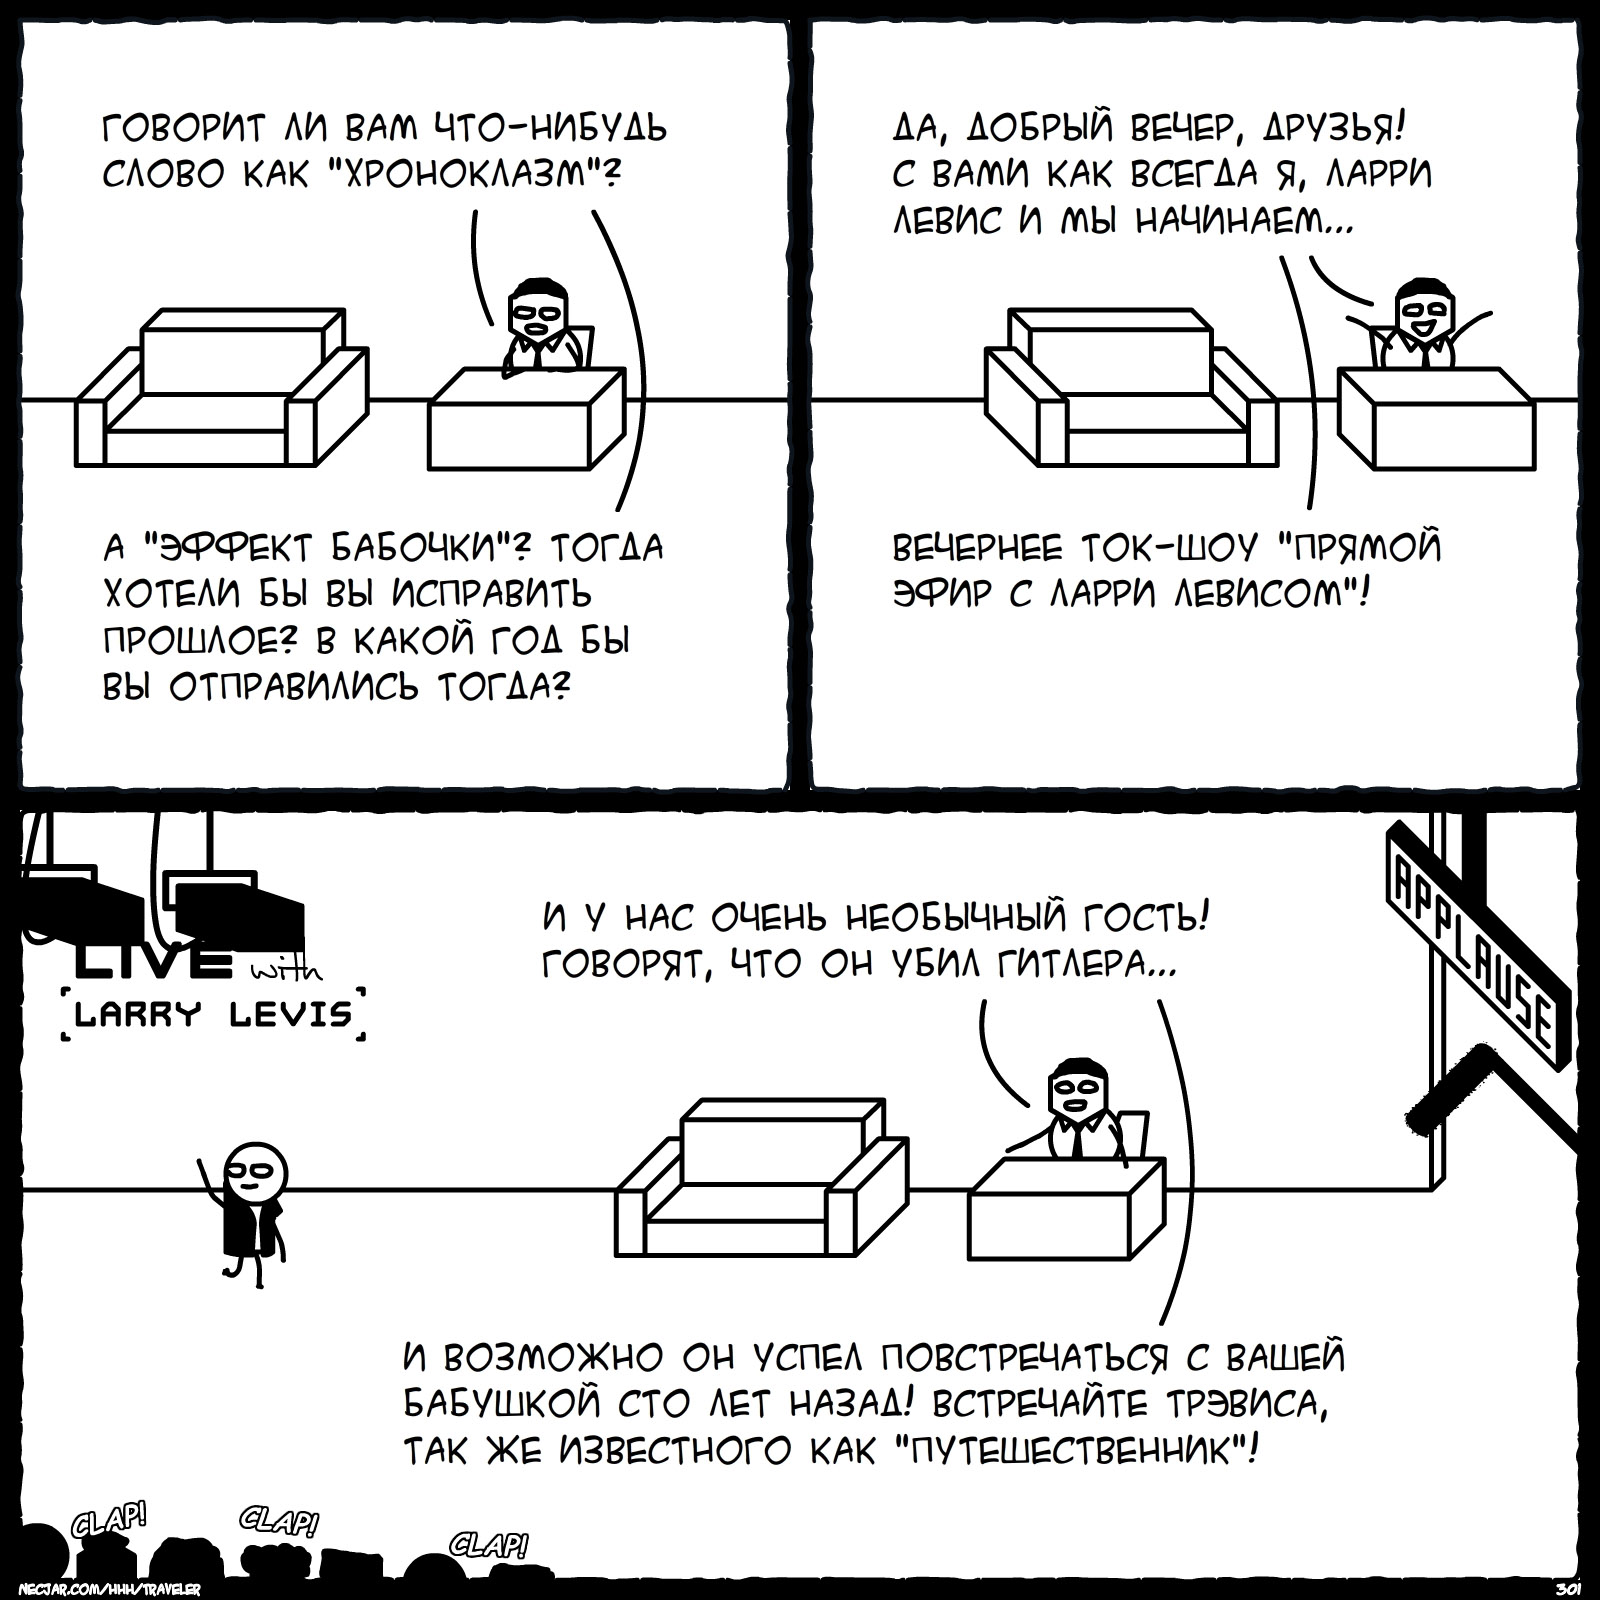 ГОВОРИТ ЛИ ВАМ ЧТО-НИБУДЬ
СЛОВО КАК "ХРОНОКЛАЗМ"?
А "ЭФФЕКТ БАБОЧКИ"? ТОГДА
ХОТЕЛИ БЫ ВЫ ИСПРАВИТЬ
ПРОШЛОЕ? В КАКОЙ ГОД БЫ
ВЫ ОТПРАВИЛИСЬ ТОГДА?
ДА, ДОБРЫЙ ВЕЧЕР, ДРУЗЬЯ!
С ВАМИ КАК ВСЕГДА Я, ЛАРРИ
ЛЕВИС И МЫ НАЧИНАЕМ...
ВЕЧЕРНЕЕ ТОК-ШОУ "ПРЯМОЙ
ЭФИР С ЛАРРИ ЛЕВИСОМ"!
LIVE with
[LARRY LEVIS]
И У НАС ОЧЕНЬ НЕОБЫЧНЫЙ ГОСТЬ!
ГОВОРЯТ, ЧТО ОН УБИЛ ГИТЛЕРА...
APPLAUSE
И ВОЗМОЖНО ОН УСПЕЛ ПОВСТРЕЧАТЬСЯ С ВАШЕЙ
БАБУШКОЙ СТО ЛЕТ НАЗАД! ВСТРЕЧАЙТЕ ТРЭВИСА,
ТАК ЖЕ ИЗВЕСТНОГО КАК "ПУТЕШЕСТВЕННИК"!
CLAP!
CLAP!
CLAP!
NECJAR.COM/HHH/TRAVELER
301